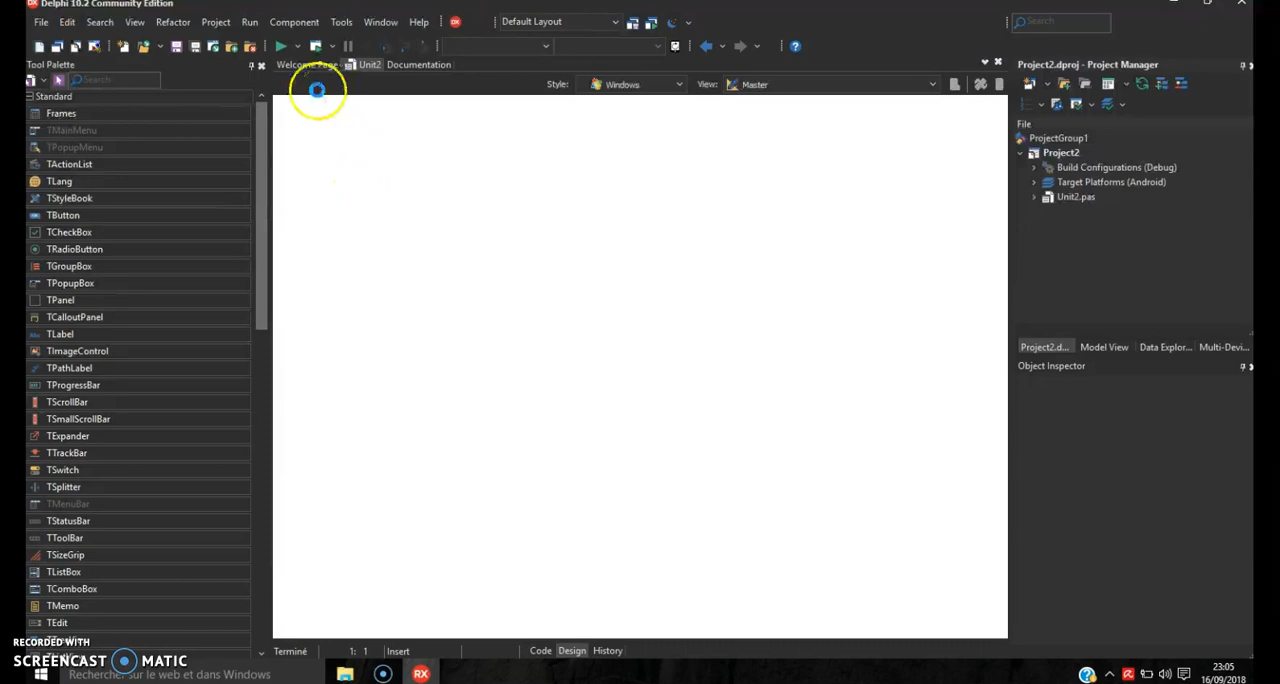 Delphi 10.2 Community Edition
File Edit Search View Refactor Project Run Component Tools Window Help
Default Layout
Search
Tool Palette
Welcome Page
Unit2
Documentation
Project2.dproj - Project Manager
Search
Style:
Windows
View:
Master
Standard
File
Frames
TMainMenu
ProjectGroup1
TPopupMenu
Project2
TActionList
Build Configurations (Debug)
TLang
Target Platforms (Android)
TStyleBook
Unit2.pas
TButton
TCheckBox
TRadioButton
TGroupBox
TPopupBox
TPanel
TCalloutPanel
TLabel
TImageControl
Project2.d...
Model View
Data Explor...
Multi-Devi...
TPathLabel
Object Inspector
TProgressBar
TScrollBar
TSmallScrollBar
TExpander
TTrackBar
TSwitch
TSplitter
TMenuBar
TStatusBar
TToolBar
TSizeGrip
TListBox
TComboBox
TMemo
TEdit
RECORDED WITH
SCREENCAST MATIC
Terminé
1: 1
Insert
Code
Design
History
Rechercher sur le web et dans Windows
RX
23:05
16/09/2018